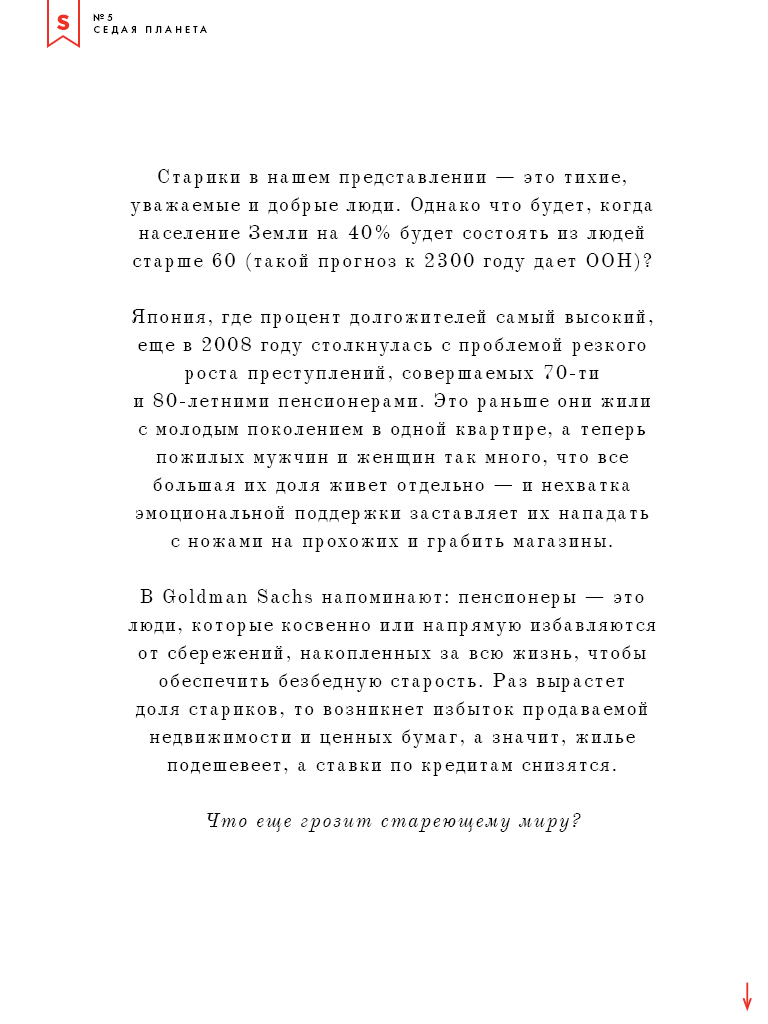 S
№5
СЕДАЯ ПЛАНЕТА
Старики в нашем представлении — это тихие,
уважаемые и добрые люди. Однако что будет, когда
население Земли на 40% будет состоять из людей
старше 60 (такой прогноз к 2300 году дает ООН)?
Япония, где процент долгожителей самый высокий,
еще в 2008 году столкнулась с проблемой резкого
роста преступлений, совершаемых 70-ти
и 80-летними пенсионерами. Это раньше они жили
с молодым поколением в одной квартире, а теперь
пожилых мужчин и женщин так много, что все
большая их доля живет отдельно — и нехватка
эмоциональной поддержки заставляет их нападать
с ножами на прохожих и грабить магазины.
В Goldman Sachs напоминают: пенсионеры — это
люди, которые косвенно или напрямую избавляются
от сбережений, накопленных за всю жизнь, чтобы
обеспечить безбедную старость. Раз вырастет
доля стариков, то возникнет избыток продаваемой
недвижимости и ценных бумаг, а значит, жилье
подешевеет, а ставки по кредитам снизятся.
Что еще грозит стареющему миру?